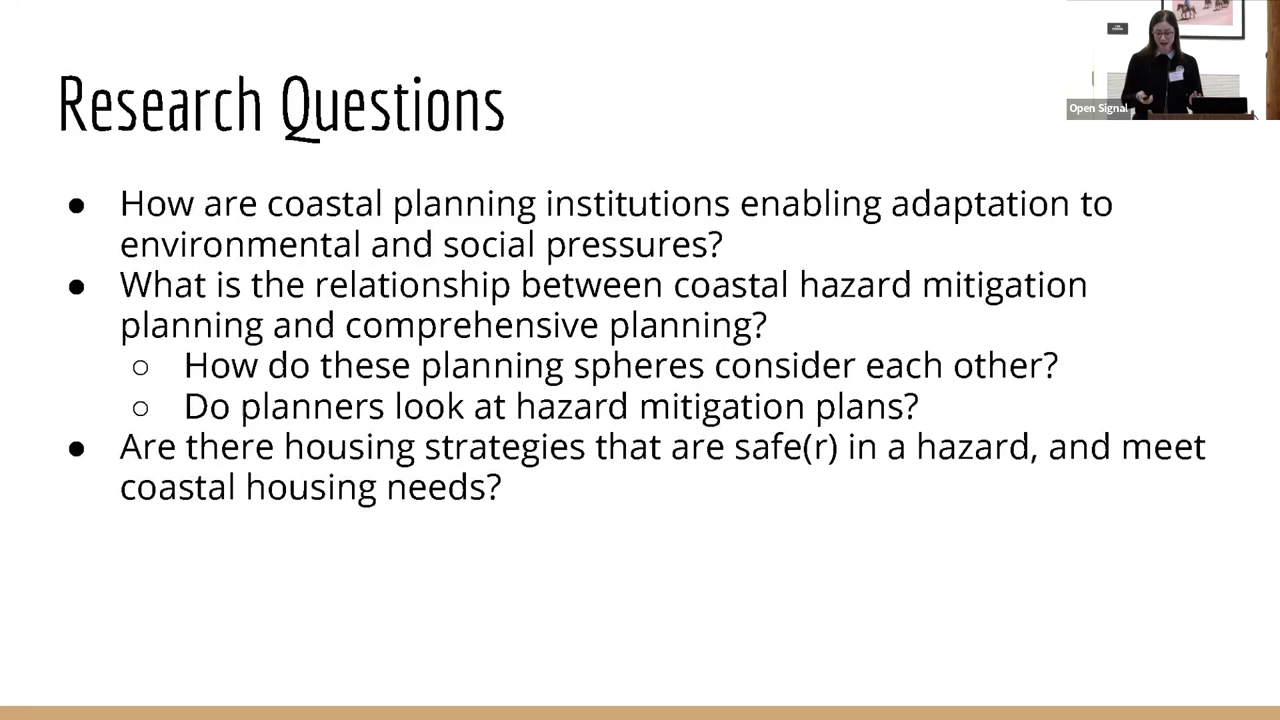 Research Questions
Open Signal
● How are coastal planning institutions enabling adaptation to
environmental and social pressures?
● What is the relationship between coastal hazard mitigation
planning and comprehensive planning?
○ How do these planning spheres consider each other?
○ Do planners look at hazard mitigation plans?
● Are there housing strategies that are safe(r) in a hazard, and meet
coastal housing needs?